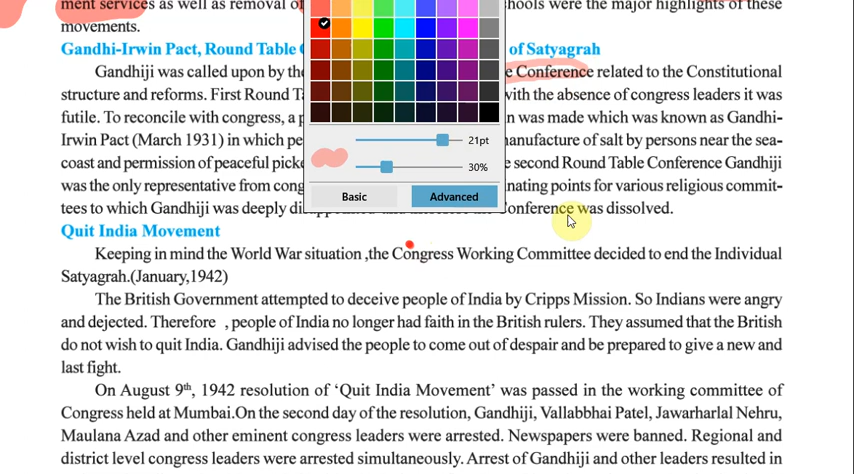 ment services as well as removal of hools were the major highlights of these
movements.
Gandhi-Irwin Pact, Round Table of Satyagrah
Gandhiji was called upon by the e Conference related to the Constitutional
structure and reforms. First Round T with the absence of congress leaders it was
futile. To reconcile with congress, a p n was made which was known as Gandhi-
Irwin Pact (March 1931) in which pe anufacture of salt by persons near the sea-
21pt
coast and permission of peaceful picke e second Round Table Conference Gandhiji
30%
was the only representative from cong nating points for various religious commit-
Basic Advanced
tees to which Gandhiji was deeply Conference was dissolved.
Quit India Movement
Keeping in mind the World War situation ,the Congress Working Committee decided to end the Individual
Satyagrah.(January,1942)
The British Government attempted to deceive people of India by Cripps Mission. So Indians were angry
and dejected. Therefore , people of India no longer had faith in the British rulers. They assumed that the British
do not wish to quit India. Gandhiji advised the people to come out of despair and be prepared to give a new and
last fight.
On August 9th, 1942 resolution of ‘Quit India Movement’ was passed in the working committee of
Congress held at Mumbai.On the second day of the resolution, Gandhiji, Vallabbhai Patel, Jawarharlal Nehru,
Maulana Azad and other eminent congress leaders were arrested. Newspapers were banned. Regional and
district level congress leaders were arrested simultaneously. Arrest of Gandhiji and other leaders resulted in